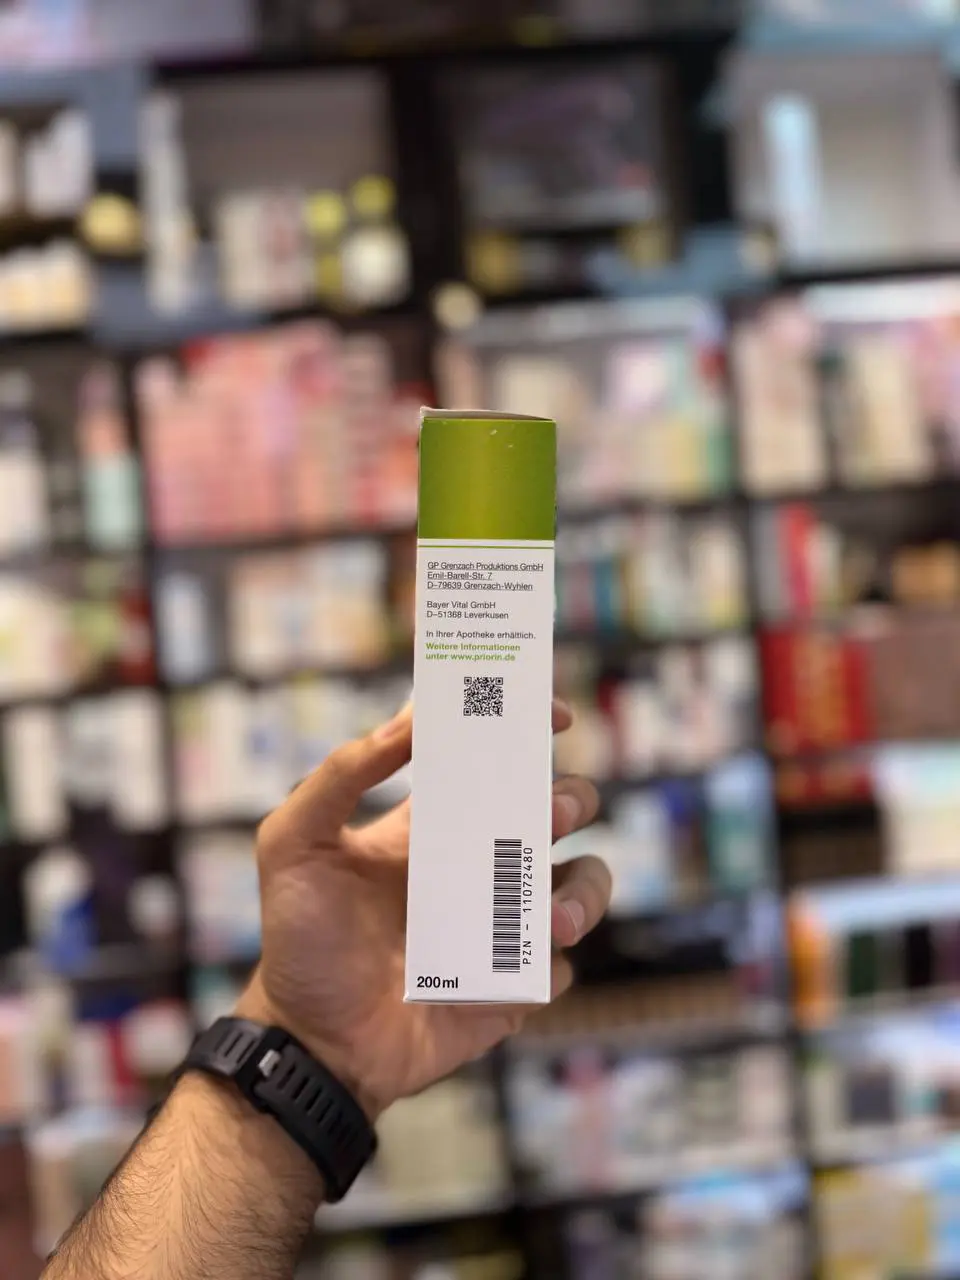 GP Grenzach Produktions GmbH
Emil-Barell-Str. 7
D–79639 Grenzach-Wyhlen
Bayer Vital GmbH
D–51368 Leverkusen
In Ihrer Apotheke erhältlich.
Weitere Informationen
unter www.priorin.de
PZN – 11072480
200ml